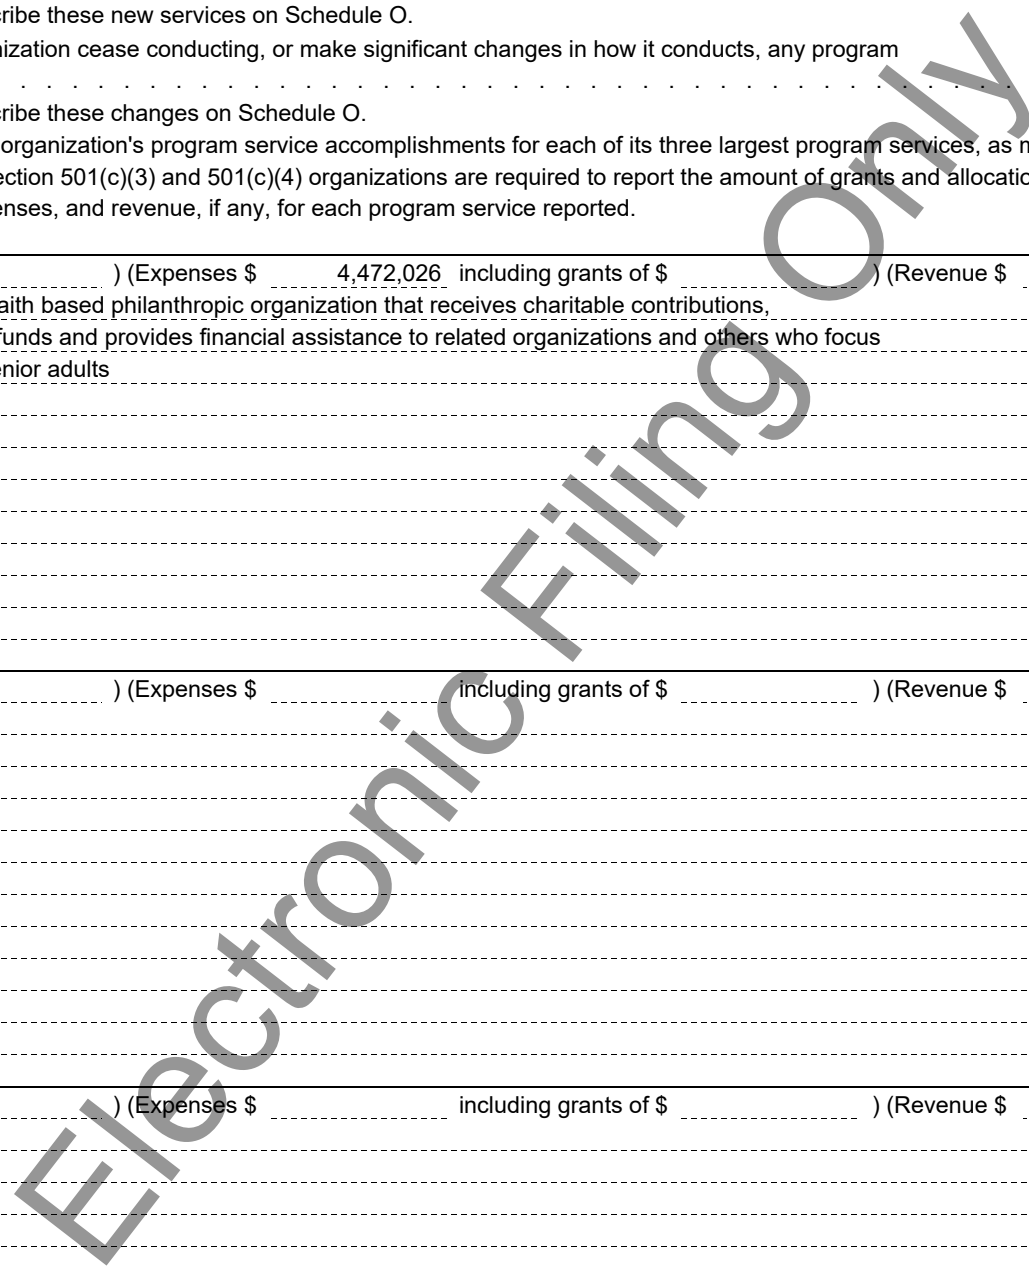 ribe these new services on Schedule O.
nization cease conducting, or make significant changes in how it conducts, any program
. . . . . . . . . . . . . . . . . . . . . . . . . . . . . . . . . . . . . . .
ribe these changes on Schedule O.
organization's program service accomplishments for each of its three largest program services, as m
ection 501(c)(3) and 501(c)(4) organizations are required to report the amount of grants and allocatio
enses, and revenue, if any, for each program service reported.
) (Expenses $ 4,472,026 including grants of $ ) (Revenue $
aith based philanthropic organization that receives charitable contributions,
funds and provides financial assistance to related organizations and others who focus
enior adults
) (Expenses $ including grants of $ ) (Revenue $
) (Expenses $ including grants of $ ) (Revenue $
Electronic Filing Only